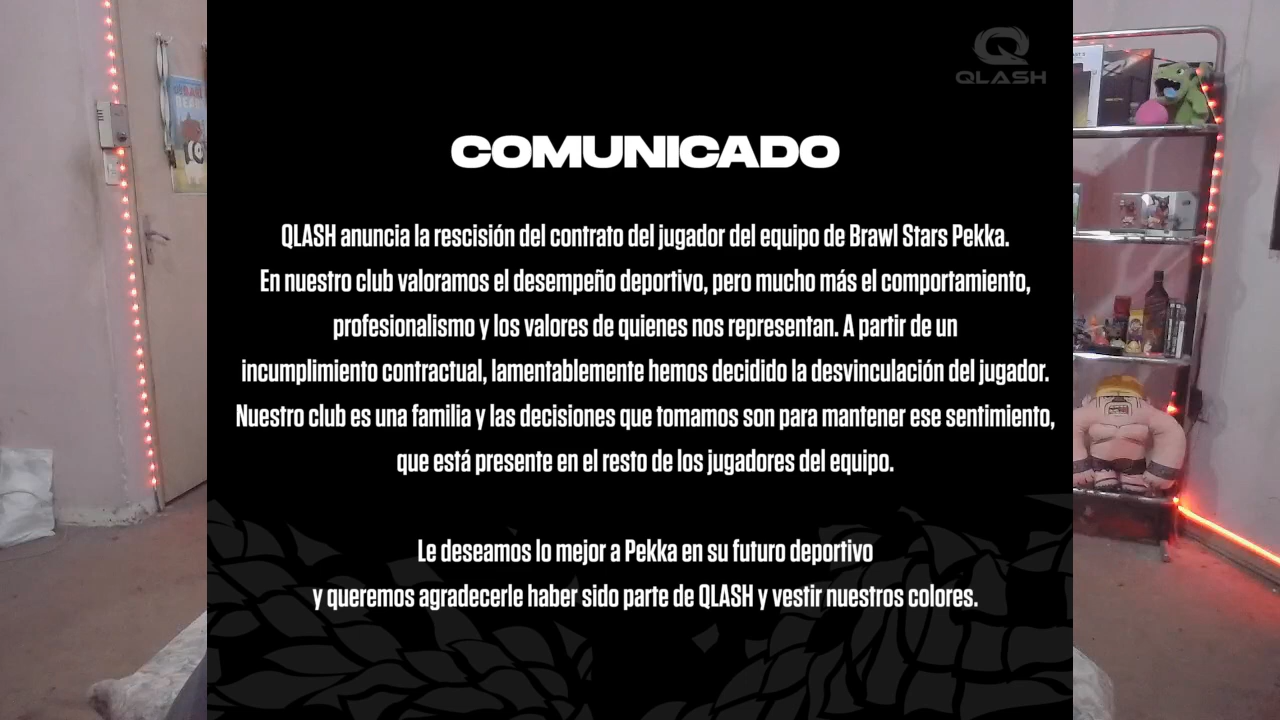 QLASH
COMUNICADO
QLASH anuncia la rescisión del contrato del jugador del equipo de Brawl Stars Pekka.
En nuestro club valoramos el desempeño deportivo, pero mucho más el comportamiento,
profesionalismo y los valores de quienes nos representan. A partir de un
incumplimiento contractual, lamentablemente hemos decidido la desvinculación del jugador.
Nuestro club es una familia y las decisiones que tomamos son para mantener ese sentimiento,
que está presente en el resto de los jugadores del equipo.
Le deseamos lo mejor a Pekka en su futuro deportivo
y queremos agradecerle haber sido parte de QLASH y vestir nuestros colores.